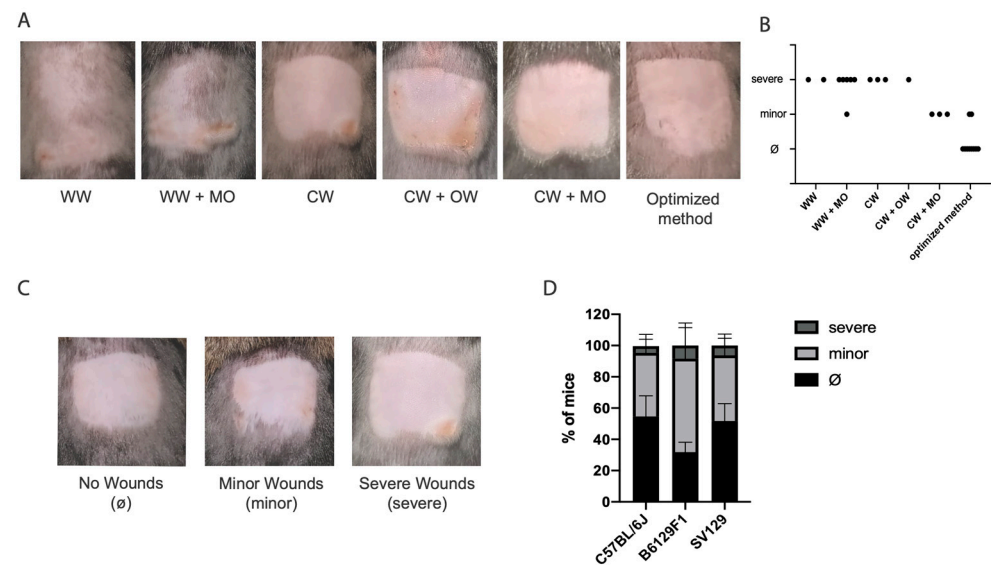 A
WW
WW + MO
CW
CW + OW
CW + MO
Optimized
method
B
severe
minor
Ø
WW
WW + MO
CW
CW + OW
CW + MO
optimized method
C
No Wounds
(ø)
Minor Wounds
(minor)
Severe Wounds
(severe)
D
120
100
80
60
40
20
0
% of mice
C57BL/6J
B6129F1
SV129
severe
minor
Ø